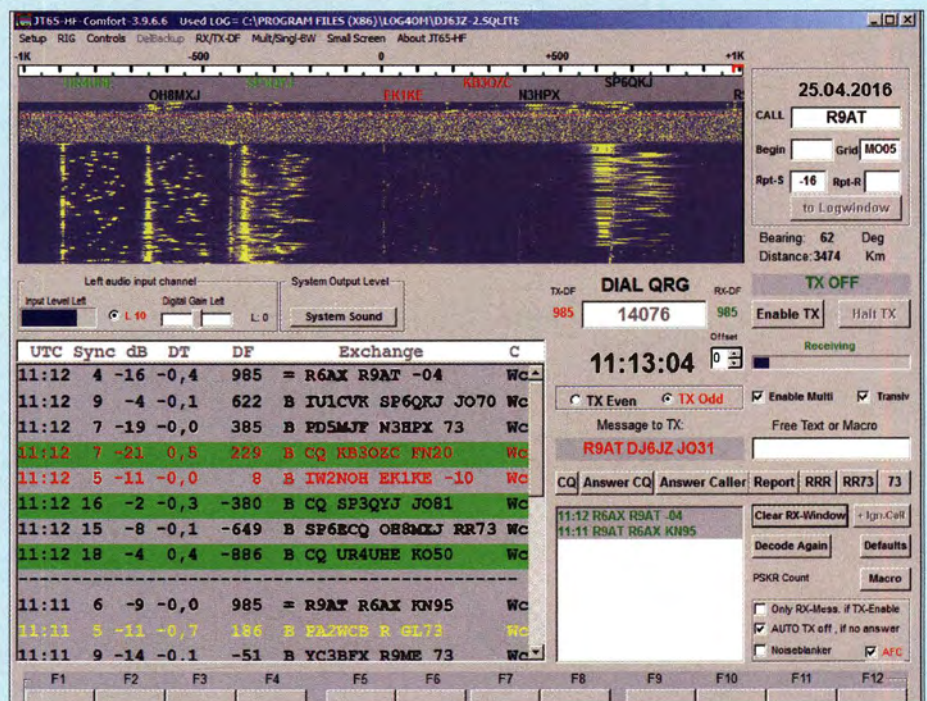 JT65-HF-Comfort-3.9.6.6 Used LOG= C:\PROGRAM FILES (X86)\LOG4OM\DJ6JZ-2.SQLITE
Setup RIG Controls DelBackup RX/TX-DF Mult/Singl-BW Small Screen About JT65-HF
-1K -500 0 +500 +1K
KB3OZC SP6QKJ
OH8MXJ EK1KE N3HPX
25.04.2016
CALL R9AT
Begin Grid MO05
Rpt-S -16 Rpt-R
to Logwindow
Bearing: 62 Deg
Distance: 3474 Km
Left audio input channel System Output Level
Input Level Left Digital Gain Left
L 10 L: 0 System Sound
TX-DF DIAL QRG RX-DF
985 14076 985
TX OFF
Enable TX Halt TX
Offset
11:13:04 0
Receiving
TX Even TX Odd
Enable Multi Transiv
Message to TX: Free Text or Macro
R9AT DJ6JZ JO31
CQ Answer CQ Answer Caller Report RRR RR73 73
UTC Sync dB DT DF Exchange C
11:12 4 -16 -0,4 985 = R6AX R9AT -04 Wc
11:12 9 -4 -0,1 622 B IU1CVK SP6QKJ JO70 Wc
11:12 7 -19 -0,0 385 B PD5MJF N3HPX 73 Wc
11:12 7 -21 0,5 229 B CQ KB3OZC FN20 Wc
11:12 5 -11 -0,0 8 B IW2NOH EK1KE -10 Wc
11:12 16 -2 -0,3 -380 B CQ SP3QYJ JO81 Wc
11:12 15 -8 -0,1 -649 B SP6ECQ OH8MXJ RR73 Wc
11:12 18 -4 0,4 -886 B CQ UR4UHE KO50 Wc
11:11 6 -9 -0,0 985 = R9AT R6AX KN95 Wc
11:11 5 -11 -0,7 186 B PA2WCB R GL73 Wc
11:11 9 -14 -0,1 -51 B YC3BFX R9ME 73 Wc
11:12 R6AX R9AT -04
11:11 R9AT R6AX KN95
Clear RX-Window + Ign.-Call
Decode Again Defaults
PSKR Count Macro
Only RX-Mess. if TX-Enable
AUTO TX off , if no answer
Noiseblanker AFC
F1 F2 F3 F4 F5 F6 F7 F8 F9 F10 F11 F12